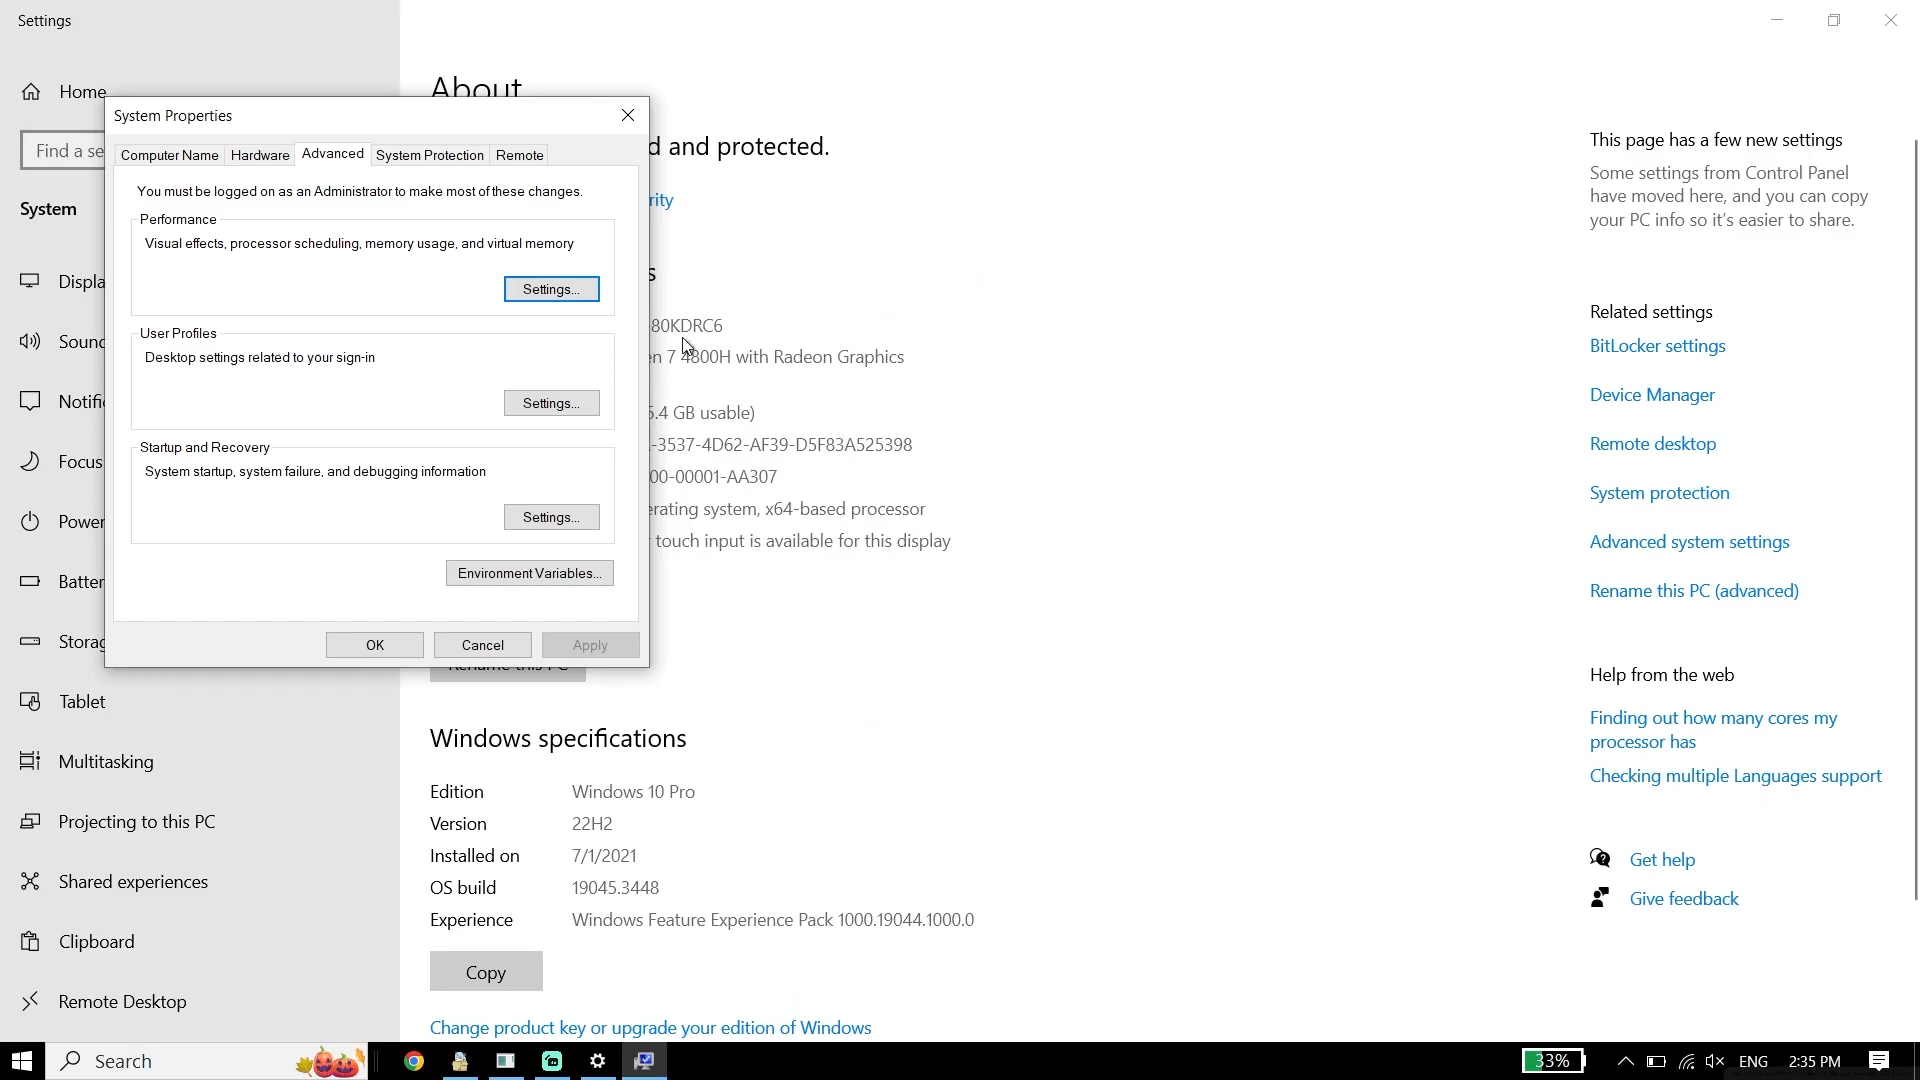 Settings
Home
Find a se
System
Displa
Sound
Notific
Focus
Power
Batter
Storag
Tablet
Multitasking
Projecting to this PC
Shared experiences
Clipboard
Remote Desktop
About
d and protected.
rity
s
80KDRC6
en 7 4800H with Radeon Graphics
.4 GB usable)
-3537-4D62-AF39-D5F83A525398
00-00001-AA307
erating system, x64-based processor
touch input is available for this display
Rename this PC
System Properties
Computer Name Hardware Advanced System Protection Remote
You must be logged on as an Administrator to make most of these changes.
Performance
Visual effects, processor scheduling, memory usage, and virtual memory
Settings...
User Profiles
Desktop settings related to your sign-in
Settings...
Startup and Recovery
System startup, system failure, and debugging information
Settings...
Environment Variables...
OK Cancel Apply
Windows specifications
Edition Windows 10 Pro
Version 22H2
Installed on 7/1/2021
OS build 19045.3448
Experience Windows Feature Experience Pack 1000.19044.1000.0
Copy
Change product key or upgrade your edition of Windows
This page has a few new settings
Some settings from Control Panel
have moved here, and you can copy
your PC info so it's easier to share.
Related settings
BitLocker settings
Device Manager
Remote desktop
System protection
Advanced system settings
Rename this PC (advanced)
Help from the web
Finding out how many cores my
processor has
Checking multiple Languages support
Get help
Give feedback
Search
33% ENG 2:35 PM